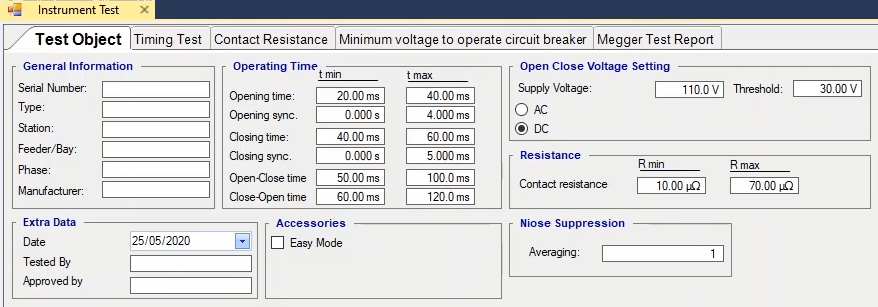 Instrument Test ×
Test Object Timing Test Contact Resistance Minimum voltage to operate circuit breaker Megger Test Report
General Information
Serial Number:
Type:
Station:
Feeder/Bay:
Phase:
Manufacturer:
Operating Time
t min t max
Opening time: 20.00 ms 40.00 ms
Opening sync. 0.000 s 4.000 ms
Closing time: 40.00 ms 60.00 ms
Closing sync. 0.000 s 5.000 ms
Open-Close time 50.00 ms 100.0 ms
Close-Open time 60.00 ms 120.0 ms
Open Close Voltage Setting
Supply Voltage: 110.0 V Threshold: 30.00 V
AC
DC
Resistance
R min R max
Contact resistance 10.00 µΩ 70.00 µΩ
Extra Data
Date 25/05/2020
Tested By
Approved by
Accessories
Easy Mode
Niose Suppression
Averaging: 1